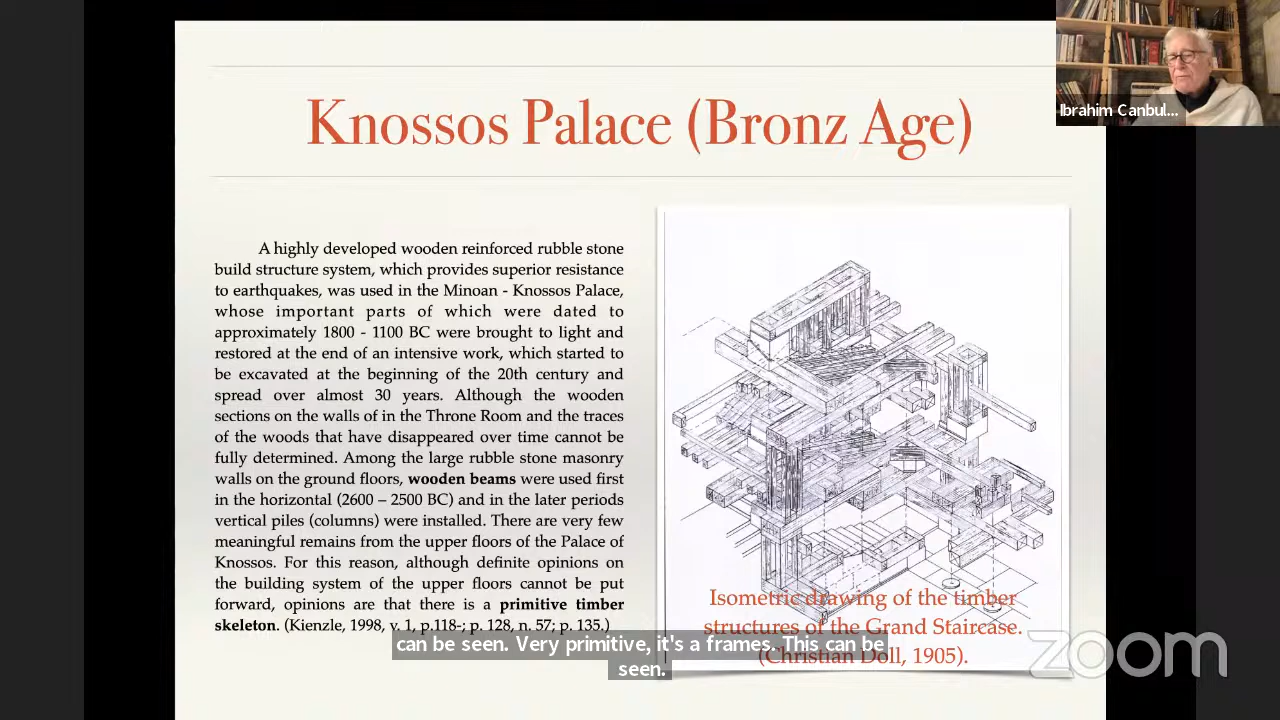 Knossos Palace (Bronz Age)
Ibrahim Canbul...
A highly developed wooden reinforced rubble stone
build structure system, which provides superior resistance
to earthquakes, was used in the Minoan - Knossos Palace,
whose important parts of which were dated to
approximately 1800 - 1100 BC were brought to light and
restored at the end of an intensive work, which started to
be excavated at the beginning of the 20th century and
spread over almost 30 years. Although the wooden
sections on the walls of in the Throne Room and the traces
of the woods that have disappeared over time cannot be
fully determined. Among the large rubble stone masonry
walls on the ground floors, wooden beams were used first
in the horizontal (2600 – 2500 BC) and in the later periods
vertical piles (columns) were installed. There are very few
meaningful remains from the upper floors of the Palace of
Knossos. For this reason, although definite opinions on
the building system of the upper floors cannot be put
forward, opinions are that there is a primitive timber
skeleton. (Kienzle, 1998, v. 1, p.118-; p. 128, n. 57; p. 135.)
Isometric drawing of the timber
structures of the Grand Staircase.
(Christian Doll, 1905).
can be seen. Very primitive, it's a frames. This can be
seen.
zoom